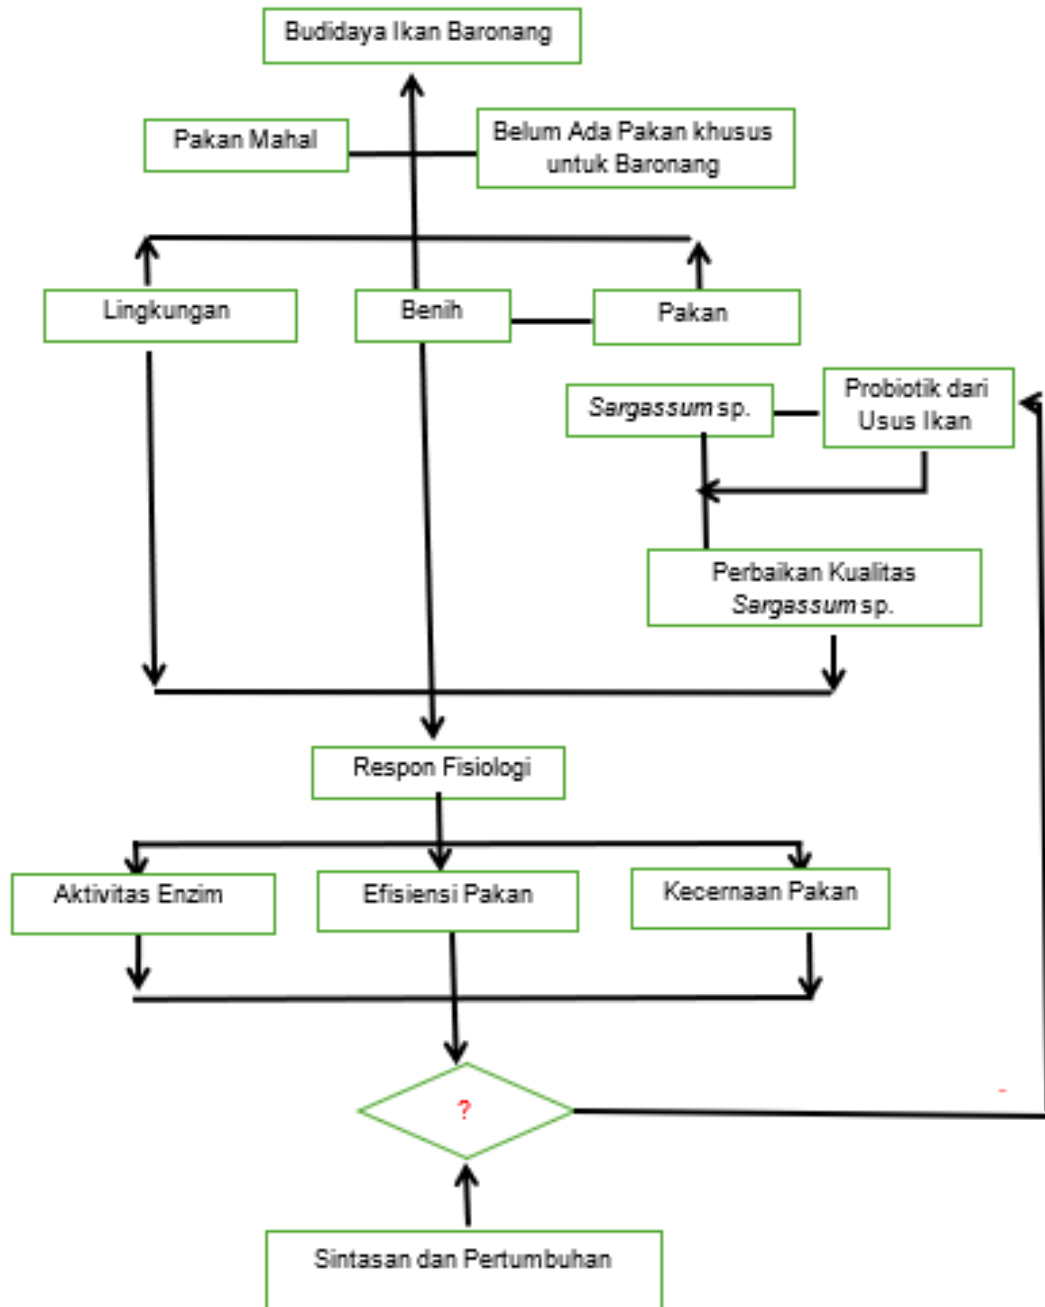 Budidaya Ikan Baronang
Pakan Mahal
Belum Ada Pakan khusus
untuk Baronang
Lingkungan
Benih
Pakan
Sargassum sp.
Probiotik dari
Usus Ikan
Perbaikan Kualitas
Sargassum sp.
Respon Fisiologi
Aktivitas Enzim
Efisiensi Pakan
Kecernaan Pakan
-
?
Sintasan dan Pertumbuhan